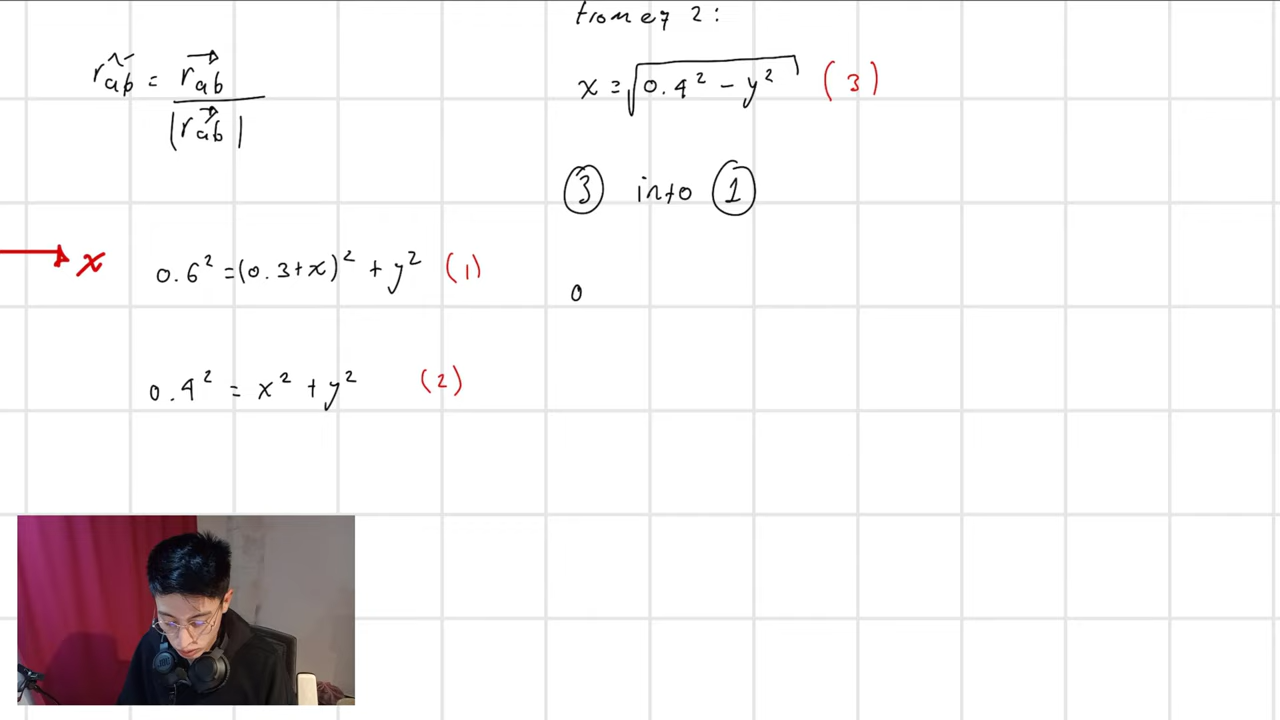 r̂ab = r⃗ab / |r⃗ab|
x
0.6² = (0.3+x)² + y² (1)
0.4² = x² + y² (2)
from eq 2:
x = √(0.4² − y²) (3)
③ into ①
0